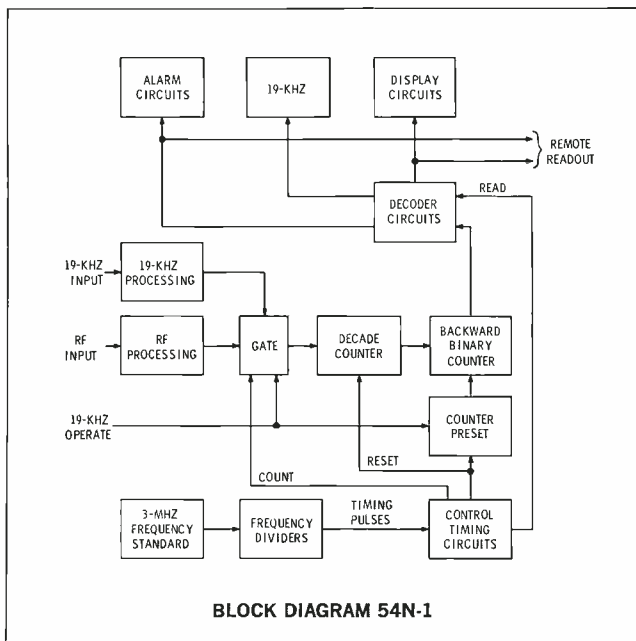 ALARM
CIRCUITS
19-KHZ
DISPLAY
CIRCUITS
REMOTE
READOUT
READ
DECODER
CIRCUITS
19-KHZ
INPUT
19-KHZ
PROCESSING
RF
INPUT
RF
PROCESSING
GATE
DECADE
COUNTER
BACKWARD
BINARY
COUNTER
19-KHZ
OPERATE
COUNTER
PRESET
RESET
COUNT
3-MHZ
FREQUENCY
STANDARD
FREQUENCY
DIVIDERS
TIMING
PULSES
CONTROL
TIMING
CIRCUITS
BLOCK DIAGRAM 54N-1